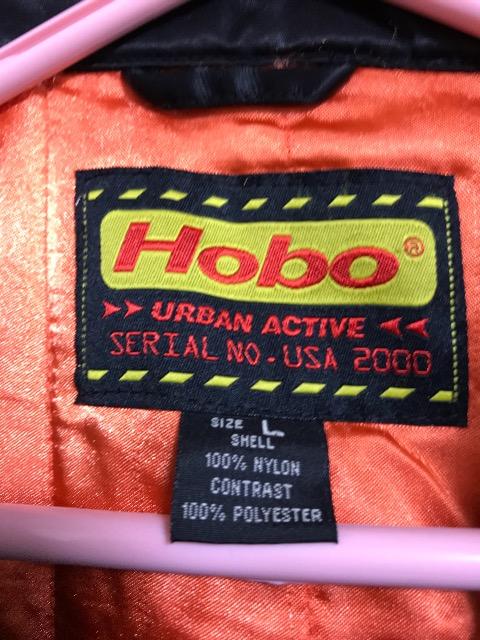 Hobo®
URBAN ACTIVE
SERIAL NO-USA 2000
SIZE L
SHELL
100% NYLON
CONTRAST
100% POLYESTER